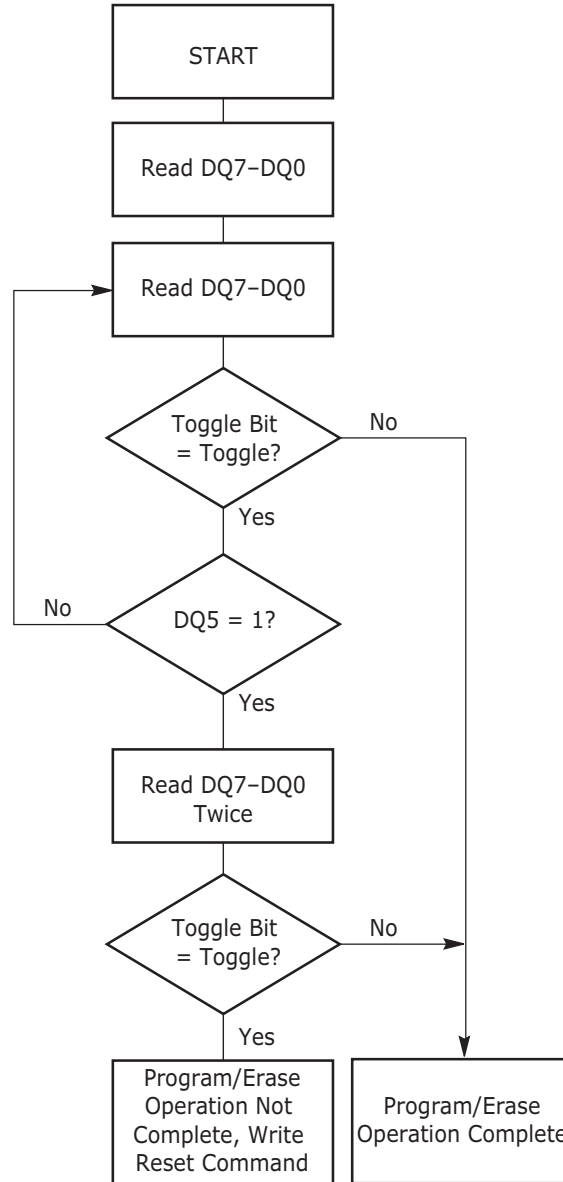 START
Read DQ7–DQ0
Read DQ7–DQ0
Toggle Bit
= Toggle?
No
Yes
No
DQ5 = 1?
Yes
Read DQ7–DQ0
Twice
Toggle Bit
= Toggle?
No
Yes
Program/Erase
Operation Not
Complete, Write
Reset Command
Program/Erase
Operation Complete